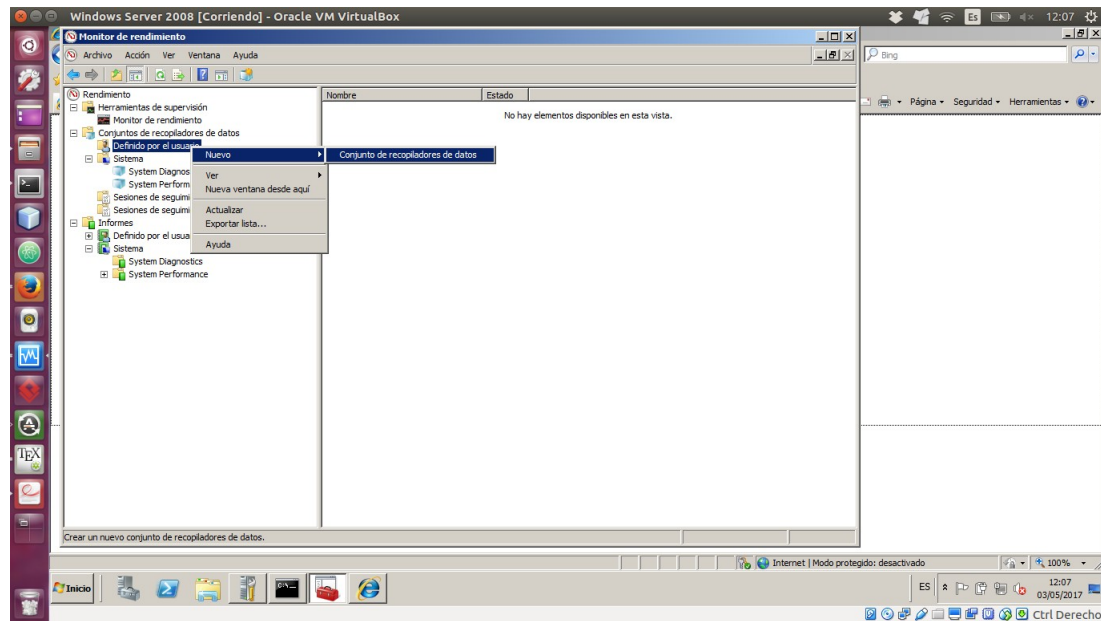 Windows Server 2008 [Corriendo] - Oracle VM VirtualBox
Es
12:07
Monitor de rendimiento
Archivo Acción Ver Ventana Ayuda
Bing
Página Seguridad Herramientas
Rendimiento
Herramientas de supervisión
Monitor de rendimiento
Conjuntos de recopiladores de datos
Definido por el usuario
Sistema
System Diagnos
System Perform
Sesiones de seguimi
Sesiones de seguimi
Informes
Definido por el usua
Sistema
System Diagnostics
System Performance
Nombre Estado
No hay elementos disponibles en esta vista.
Nuevo
Ver
Nueva ventana desde aquí
Actualizar
Exportar lista...
Ayuda
Conjunto de recopiladores de datos
Crear un nuevo conjunto de recopiladores de datos.
TEX
Internet | Modo protegido: desactivado
100%
Inicio
ES
12:07
03/05/2017
Ctrl Derecho